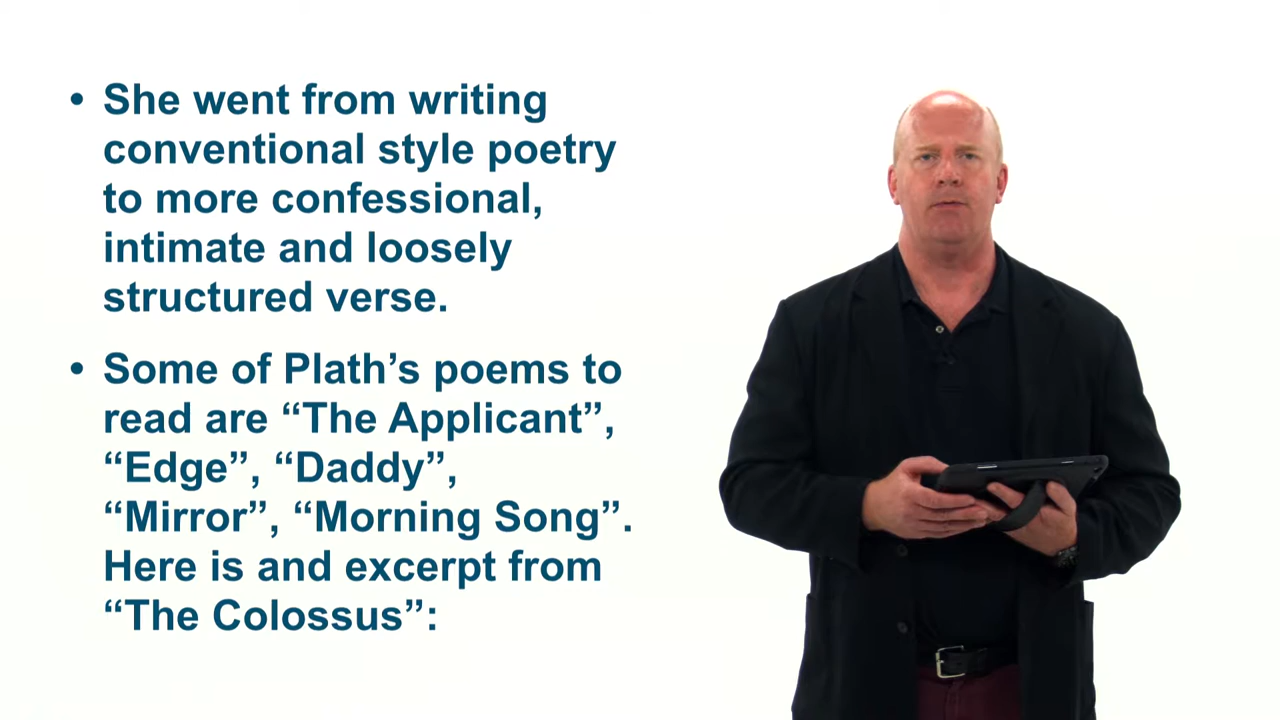 • She went from writing
conventional style poetry
to more confessional,
intimate and loosely
structured verse.
• Some of Plath’s poems to
read are “The Applicant”,
“Edge”, “Daddy”,
“Mirror”, “Morning Song”.
Here is and excerpt from
“The Colossus”: